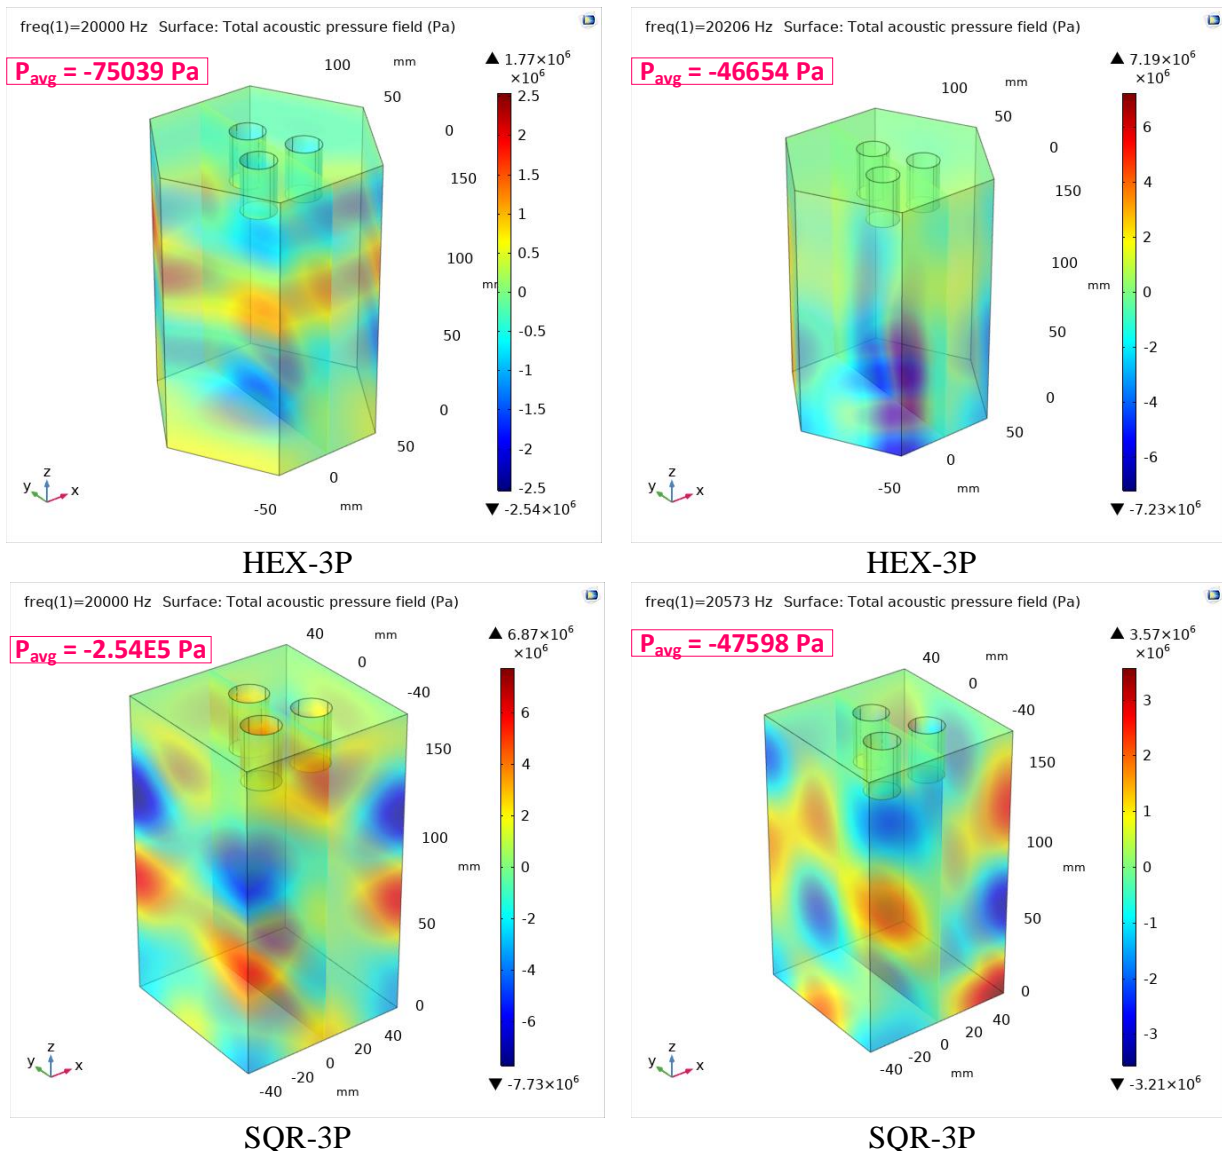 freq(1)=20000 Hz Surface: Total acoustic pressure field (Pa)
P_avg = -75039 Pa
100 mm
50
0
150
100
mm
50
0
50
0
mm
-50
▲ 1.77×10⁶
×10⁶
2.5
2
1.5
1
0.5
0
-0.5
-1
-1.5
-2
-2.5
▼ -2.54×10⁶
z
y x
HEX-3P
freq(1)=20206 Hz Surface: Total acoustic pressure field (Pa)
P_avg = -46654 Pa
100 mm
50
0
150
100
mm
50
0
50
0
-50 mm
▲ 7.19×10⁶
×10⁶
6
4
2
0
-2
-4
-6
▼ -7.23×10⁶
z
y x
HEX-3P
freq(1)=20000 Hz Surface: Total acoustic pressure field (Pa)
P_avg = -2.54E5 Pa
40 mm
0
-40
150
100
mm
50
0
40
20
0
-20
-40 mm
▲ 6.87×10⁶
×10⁶
6
4
2
0
-2
-4
-6
▼ -7.73×10⁶
z
y x
SQR-3P
freq(1)=20573 Hz Surface: Total acoustic pressure field (Pa)
P_avg = -47598 Pa
40 mm
0
-40
150
100
mm
50
0
40
20
0
-20
-40 mm
▲ 3.57×10⁶
×10⁶
3
2
1
0
-1
-2
-3
▼ -3.21×10⁶
z
y x
SQR-3P